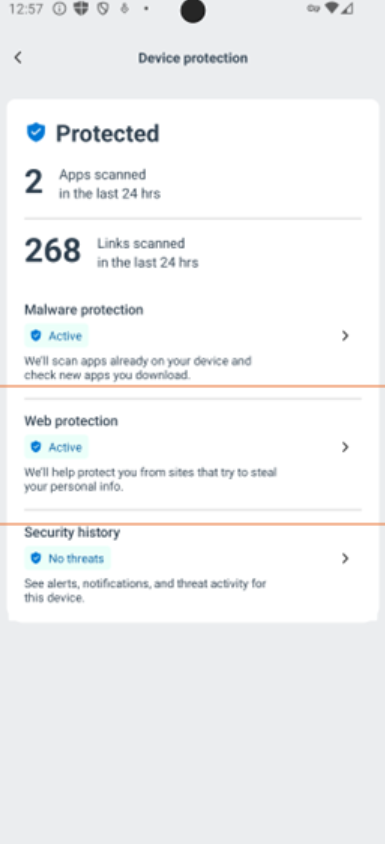 12:57
Device protection
Protected
2 Apps scanned
in the last 24 hrs
268 Links scanned
in the last 24 hrs
Malware protection
Active
We'll scan apps already on your device and
check new apps you download.
Web protection
Active
We'll help protect you from sites that try to steal
your personal info.
Security history
No threats
See alerts, notifications, and threat activity for
this device.